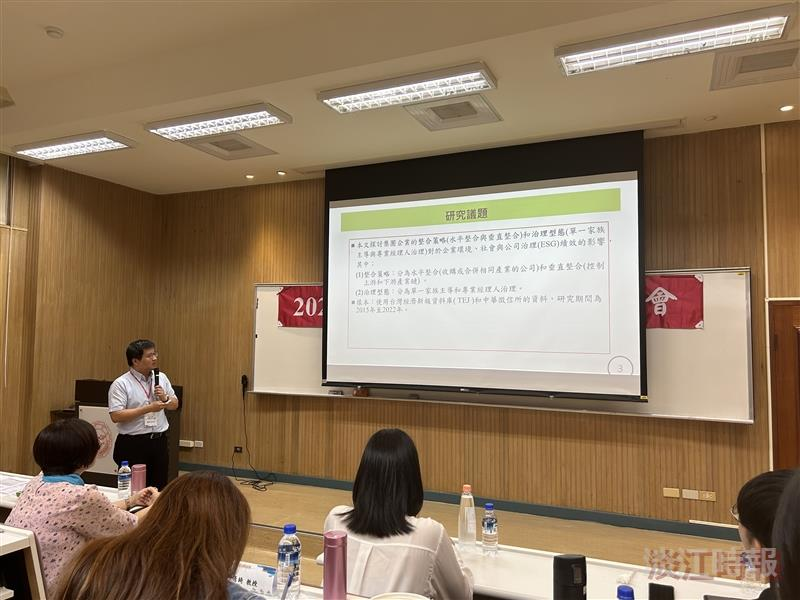 研究議題
本文探討集團企業的整合策略(水平整合與垂直整合)和治理型態(單一家族
主導與專業經理人治理)對於企業環境、社會與公司治理(ESG)績效的影響,
其中:
(1)整合策略:分為水平整合(收購或合併相同產業的公司)和垂直整合(控制
上游和下游產業鏈)。
(2)治理型態:分為單一家族主導和專業經理人治理。
樣本:使用台灣經濟新報資料庫(TEJ)和中華徵信所的資料,研究期間為
2015年至2022年。
3
202
會
教授
淡江時報